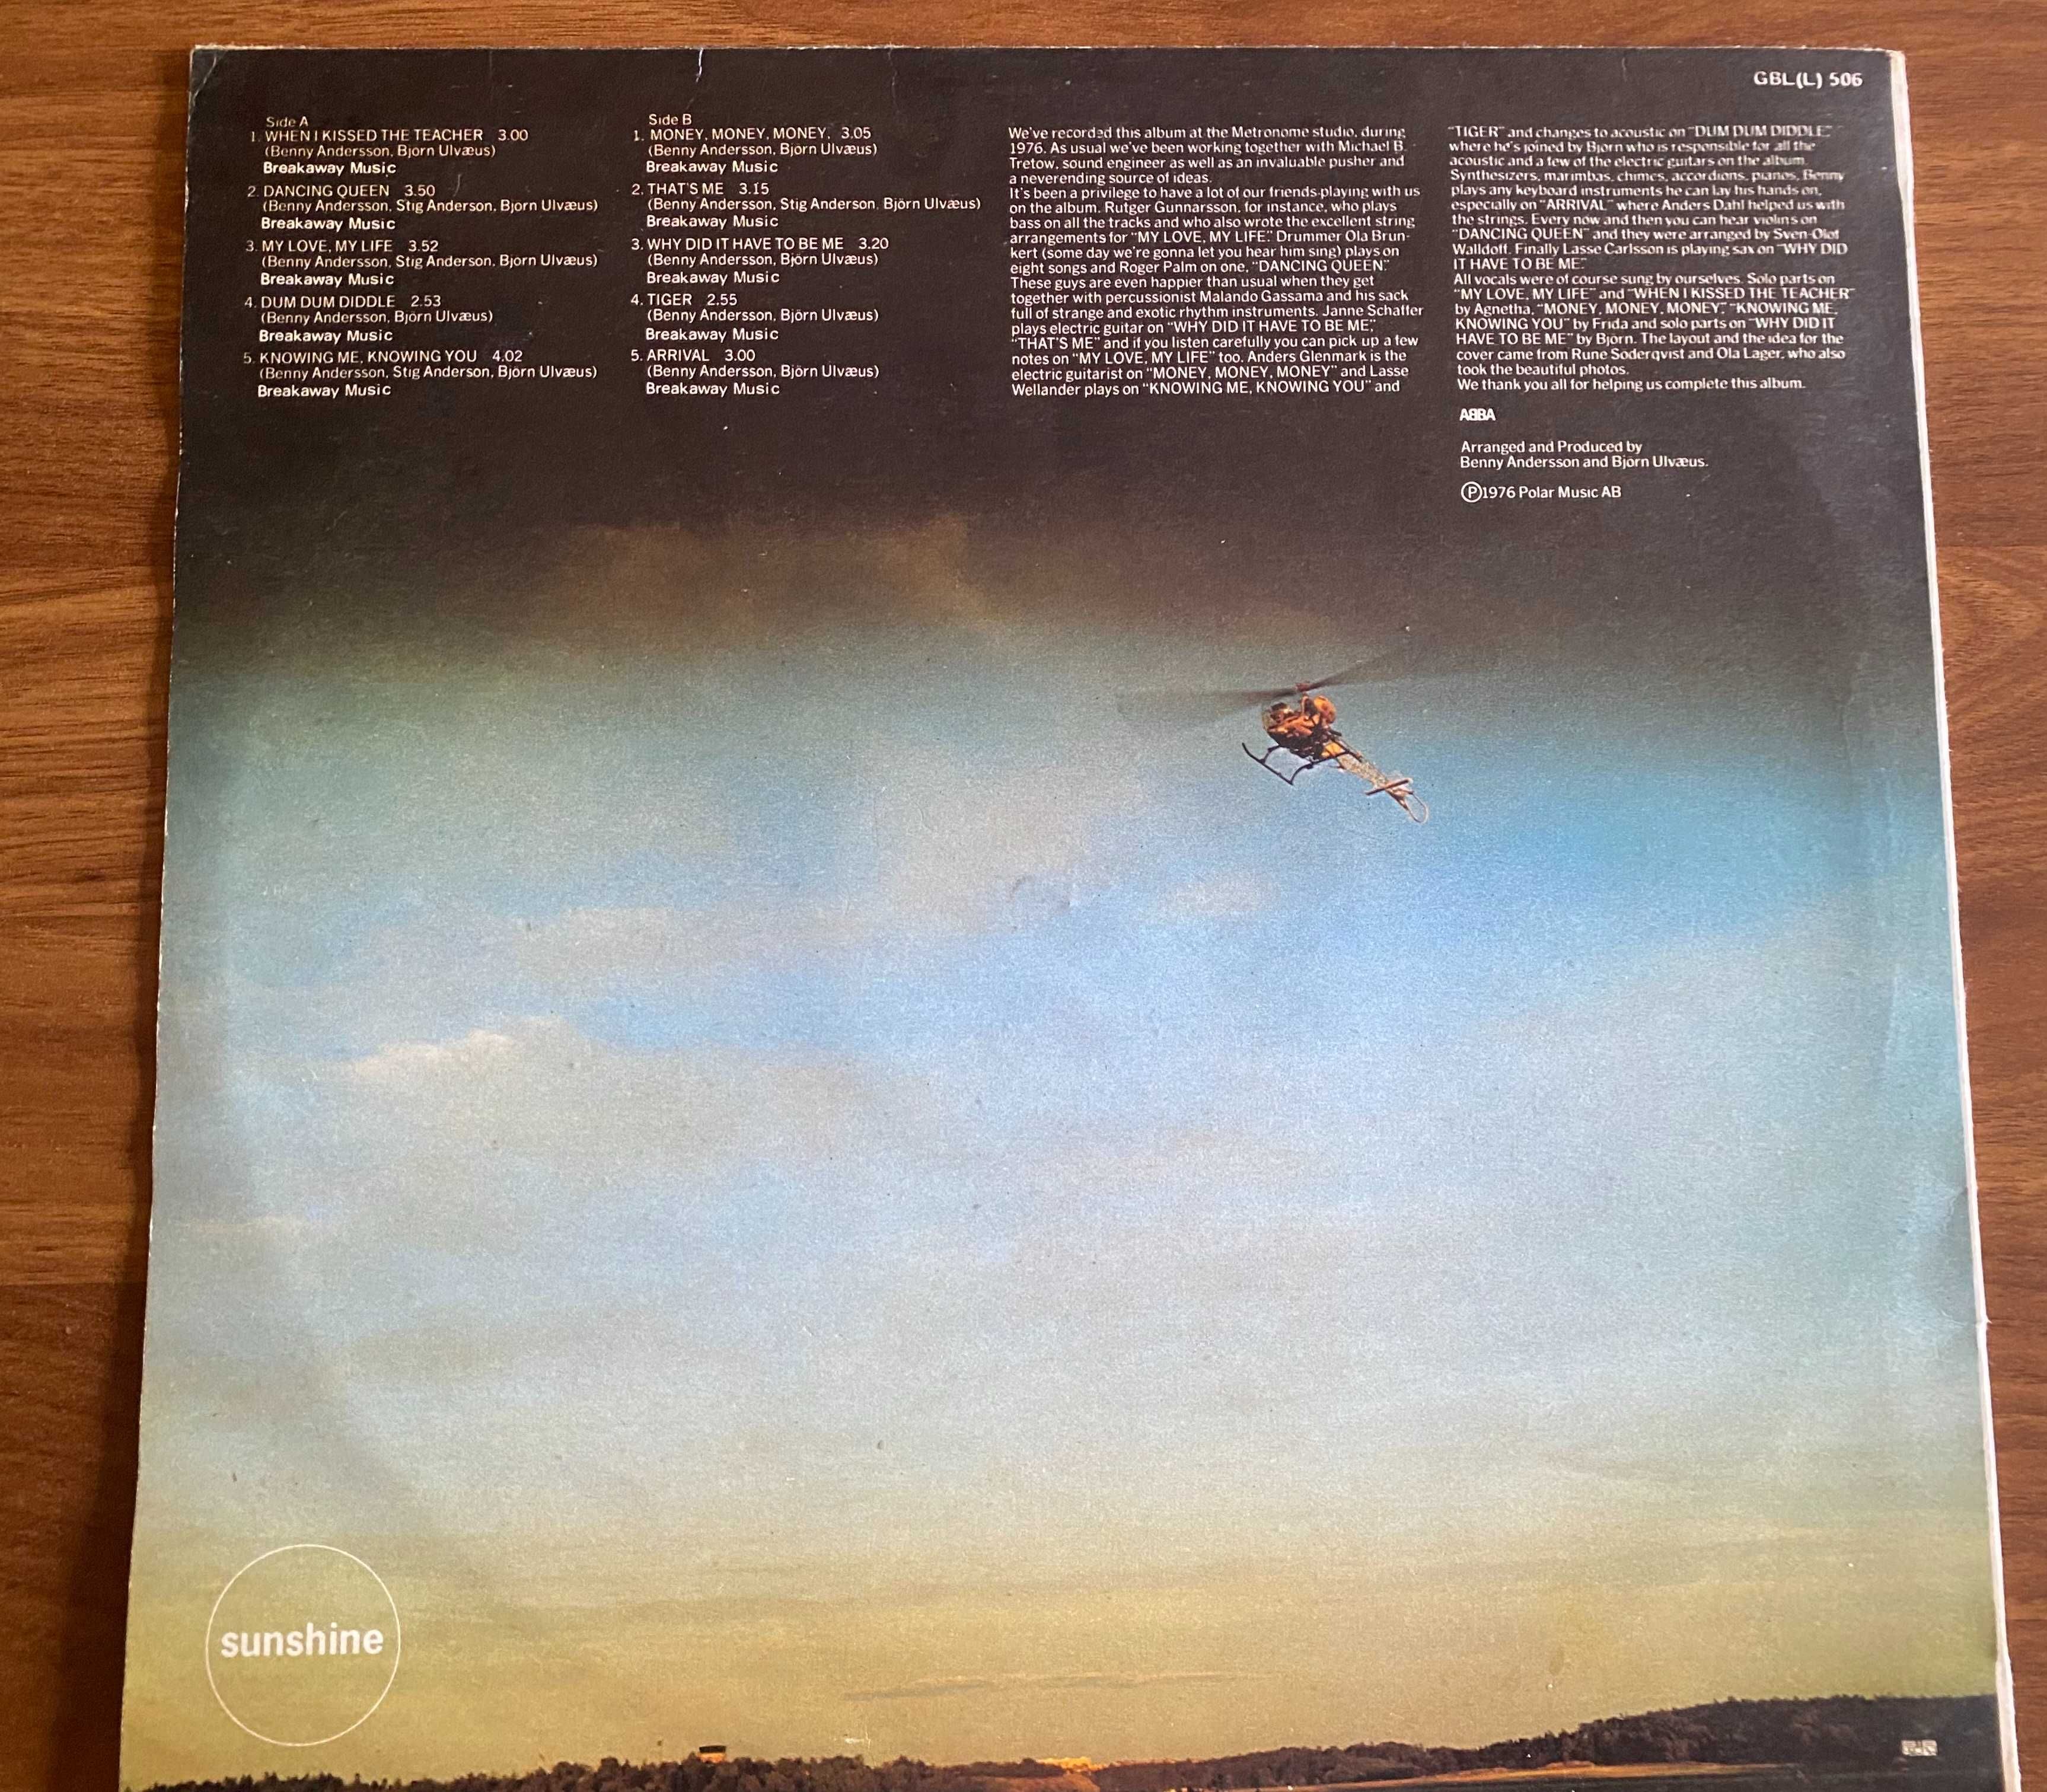 GBL(L) 506
Side A
1. WHEN I KISSED THE TEACHER 3.00
(Benny Andersson, Björn Ulvæus)
Breakaway Music
2. DANCING QUEEN 3.50
(Benny Andersson, Stig Anderson, Björn Ulvæus)
Breakaway Music
3. MY LOVE, MY LIFE 3.52
(Benny Andersson, Stig Anderson, Björn Ulvæus)
Breakaway Music
4. DUM DUM DIDDLE 2.53
(Benny Andersson, Björn Ulvæus)
Breakaway Music
5. KNOWING ME, KNOWING YOU 4.02
(Benny Andersson, Stig Anderson, Björn Ulvæus)
Breakaway Music
Side B
1. MONEY, MONEY, MONEY, 3.05
(Benny Andersson, Björn Ulvæus)
Breakaway Music
2. THAT'S ME 3.15
(Benny Andersson, Stig Anderson, Björn Ulvæus)
Breakaway Music
3. WHY DID IT HAVE TO BE ME 3.20
(Benny Andersson, Björn Ulvæus)
Breakaway Music
4. TIGER 2.55
(Benny Andersson, Björn Ulvæus)
Breakaway Music
5. ARRIVAL 3.00
(Benny Andersson, Björn Ulvæus)
Breakaway Music
We've recorded this album at the Metronome studio, during
1976. As usual we've been working together with Michael B.
Tretow, sound engineer as well as an invaluable pusher and
a neverending source of ideas.
It's been a privilege to have a lot of our friends playing with us
on the album. Rutger Gunnarsson, for instance, who plays
bass on all the tracks and who also wrote the excellent string
arrangements for "MY LOVE, MY LIFE." Drummer Ola Brun-
kert (some day we're gonna let you hear him sing) plays on
eight songs and Roger Palm on one, "DANCING QUEEN."
These guys are even happier than usual when they get
together with percussionist Malando Gassama and his sack
full of strange and exotic rhythm instruments. Janne Schaffer
plays electric guitar on "WHY DID IT HAVE TO BE ME,"
"THAT'S ME" and if you listen carefully you can pick up a few
notes on "MY LOVE, MY LIFE" too. Anders Glenmark is the
electric guitarist on "MONEY, MONEY, MONEY" and Lasse
Wellander plays on "KNOWING ME, KNOWING YOU" and
"TIGER" and changes to acoustic on "DUM DUM DIDDLE,"
where he's joined by Björn who is responsible for all the
acoustic and a few of the electric guitars on the album.
Synthesizers, marimbas, chimes, accordions, pianos, Benny
plays any keyboard instruments he can lay his hands on,
especially on "ARRIVAL" where Anders Dahl helped us with
the strings. Every now and then you can hear violins on
"DANCING QUEEN" and they were arranged by Sven-Olof
Walldoff. Finally Lasse Carlsson is playing sax on "WHY DID
IT HAVE TO BE ME."
All vocals were of course sung by ourselves. Solo parts on
"MY LOVE, MY LIFE" and "WHEN I KISSED THE TEACHER"
by Agnetha, "MONEY, MONEY, MONEY," "KNOWING ME,
KNOWING YOU" by Frida and solo parts on "WHY DID IT
HAVE TO BE ME" by Björn. The layout and the idea for the
cover came from Rune Söderqvist and Ola Lager, who also
took the beautiful photos.
We thank you all for helping us complete this album.
ABBA
Arranged and Produced by
Benny Andersson and Björn Ulvæus.
Ⓟ1976 Polar Music AB
sunshine